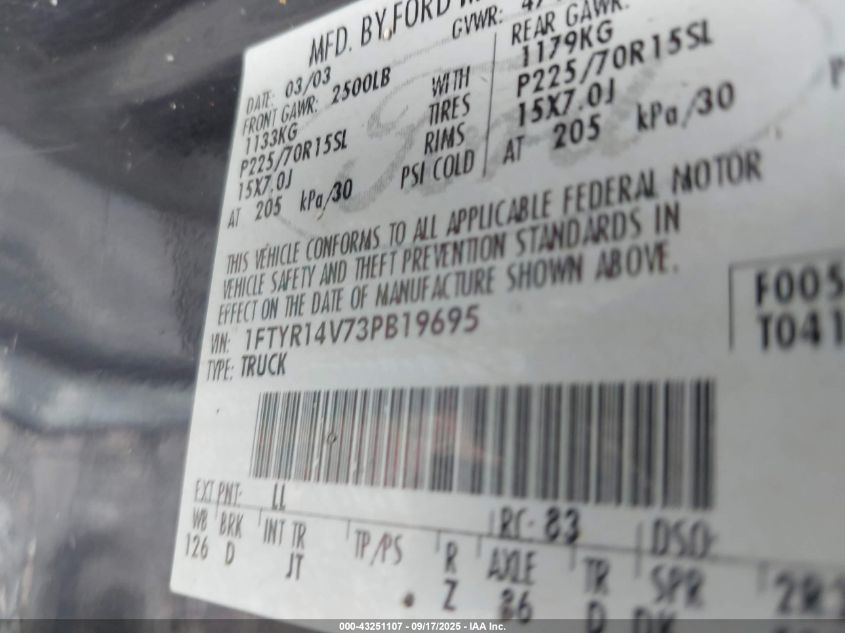 MFD. BY FORD
DATE: 03/03 GVWR:
FRONT GAWR: 2500LB REAR GAWR:
1133KG WITH 1179KG
P225/70R15SL TIRES P225/70R15SL
15X7.0J RIMS 15X7.0J
AT 205 kPa/30 PSI COLD AT 205 kPa/30
THIS VEHICLE CONFORMS TO ALL APPLICABLE FEDERAL MOTOR
VEHICLE SAFETY AND THEFT PREVENTION STANDARDS IN
EFFECT ON THE DATE OF MANUFACTURE SHOWN ABOVE.
VIN: 1FTYR14V73PB19695 F005
TYPE: TRUCK T041
EXT PNT: LL RC: 83 DSO:
WB BRK INT TR TP/PS R AXLE TR SPR
126 D JT Z 86 D
000-43251107 - 09/17/2025 - IAA Inc.